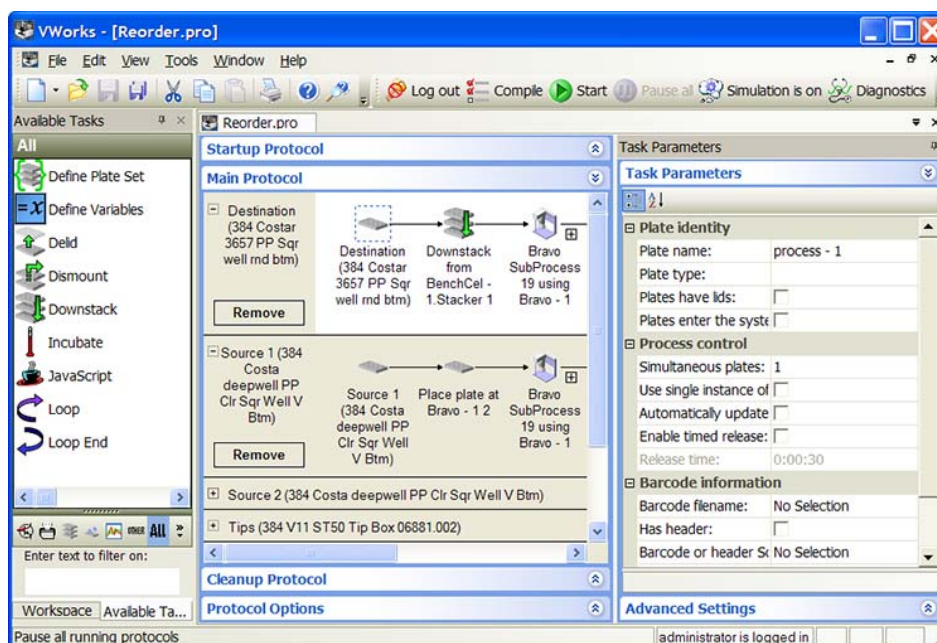 VWorks - [Reorder.pro]
File Edit View Tools Window Help
Log out Compile Start Pause all Simulation is on Diagnostics
Available Tasks
All
Define Plate Set
=x Define Variables
Delid
Dismount
Downstack
Incubate
JavaScript
Loop
Loop End
OTHER All
Enter text to filter on:
Workspace Available Ta...
Reorder.pro
Startup Protocol
Main Protocol
Destination
(384 Costar
3657 PP Sqr
well rnd btm)
Remove
Destination
(384 Costar
3657 PP Sqr
well rnd btm)
Downstack
from
BenchCel -
1.Stacker 1
Bravo
SubProcess
19 using
Bravo - 1
Source 1 (384
Costa
deepwell PP
Clr Sqr Well V
Btm)
Remove
Source 1
(384 Costa
deepwell PP
Clr Sqr Well
V Btm)
Place plate at
Bravo - 1 2
Bravo
SubProcess
19 using
Bravo - 1
Source 2 (384 Costa deepwell PP Clr Sqr Well V Btm)
Tips (384 V11 ST50 Tip Box 06881.002)
Cleanup Protocol
Protocol Options
Task Parameters
Task Parameters
Plate identity
Plate name: process - 1
Plate type:
Plates have lids:
Plates enter the syste
Process control
Simultaneous plates: 1
Use single instance of
Automatically update
Enable timed release:
Release time: 0:00:30
Barcode information
Barcode filename: No Selection
Has header:
Barcode or header Sc No Selection
Advanced Settings
Pause all running protocols
administrator is logged in